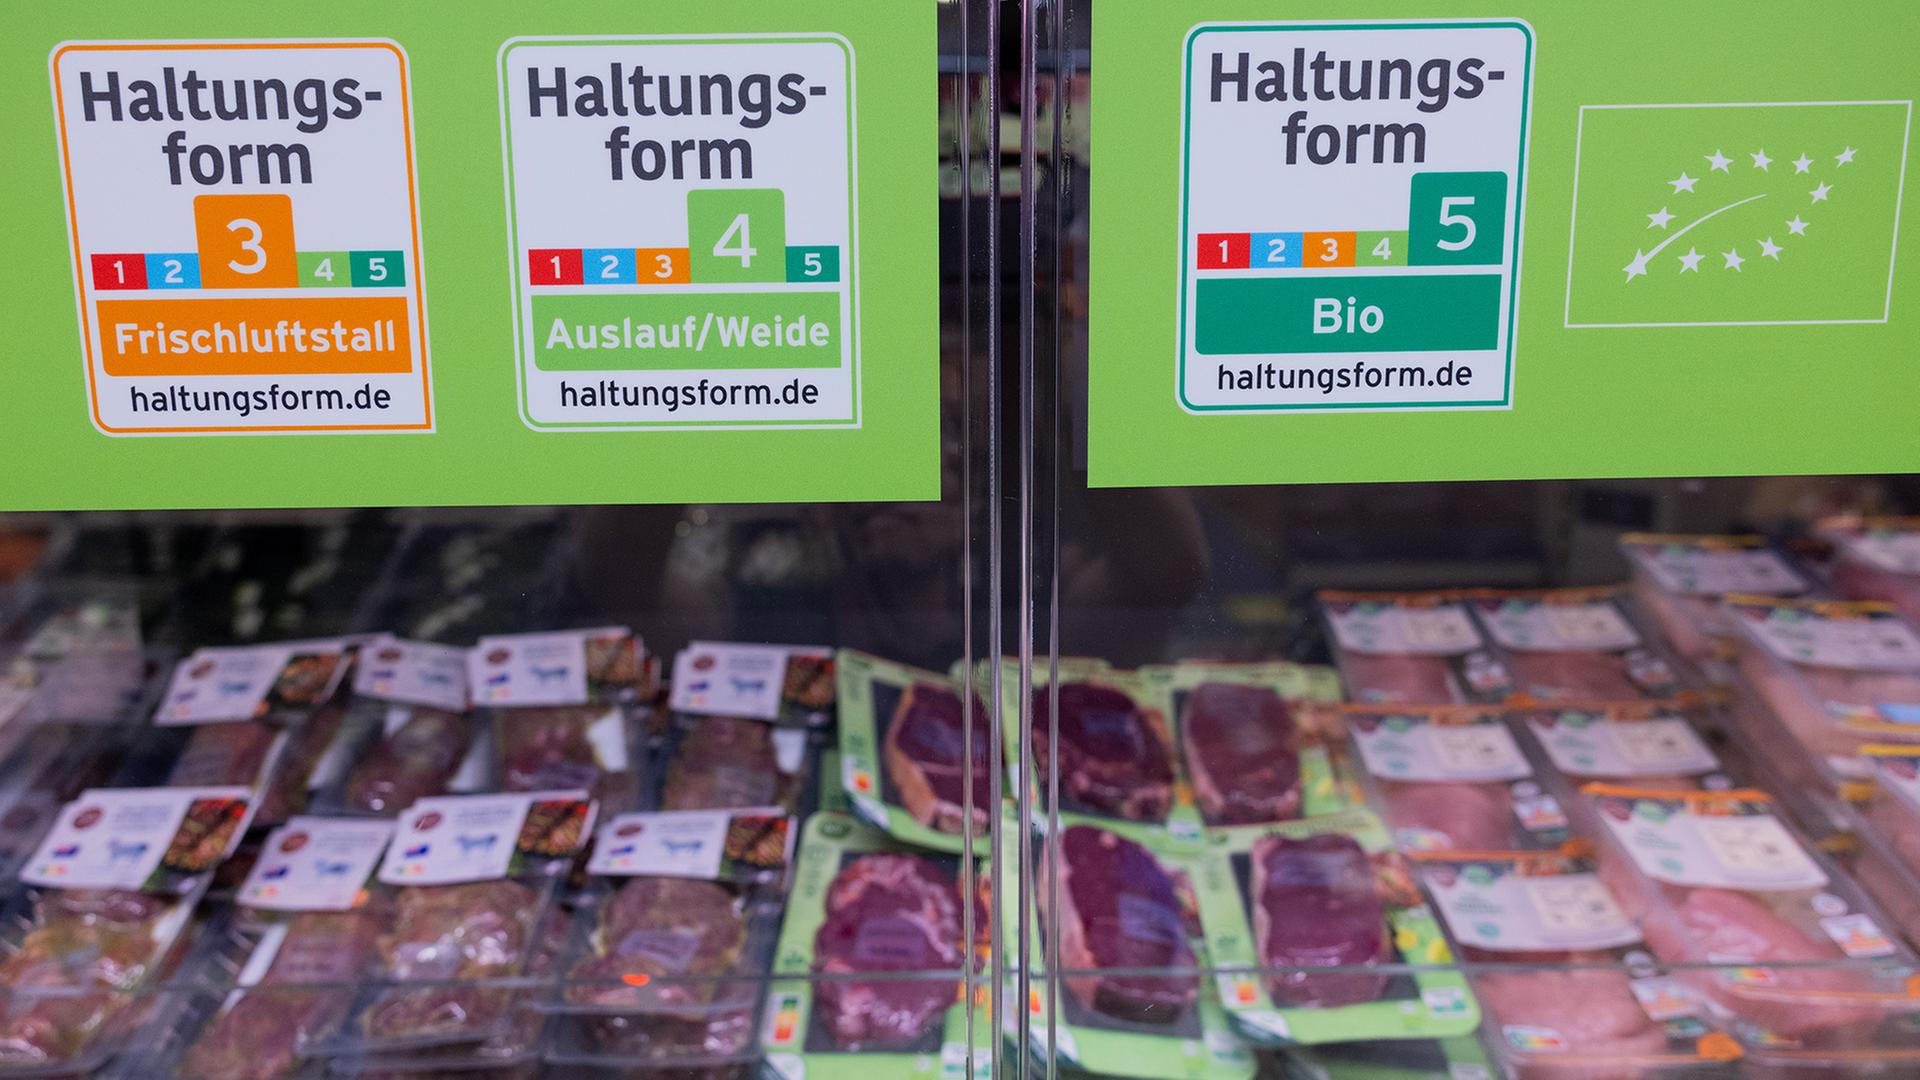 Haltungs-
form
1 2 3 4 5
Frischluftstall
haltungsform.de
Haltungs-
form
1 2 3 4 5
Auslauf/Weide
haltungsform.de
Haltungs-
form
1 2 3 4 5
Bio
haltungsform.de